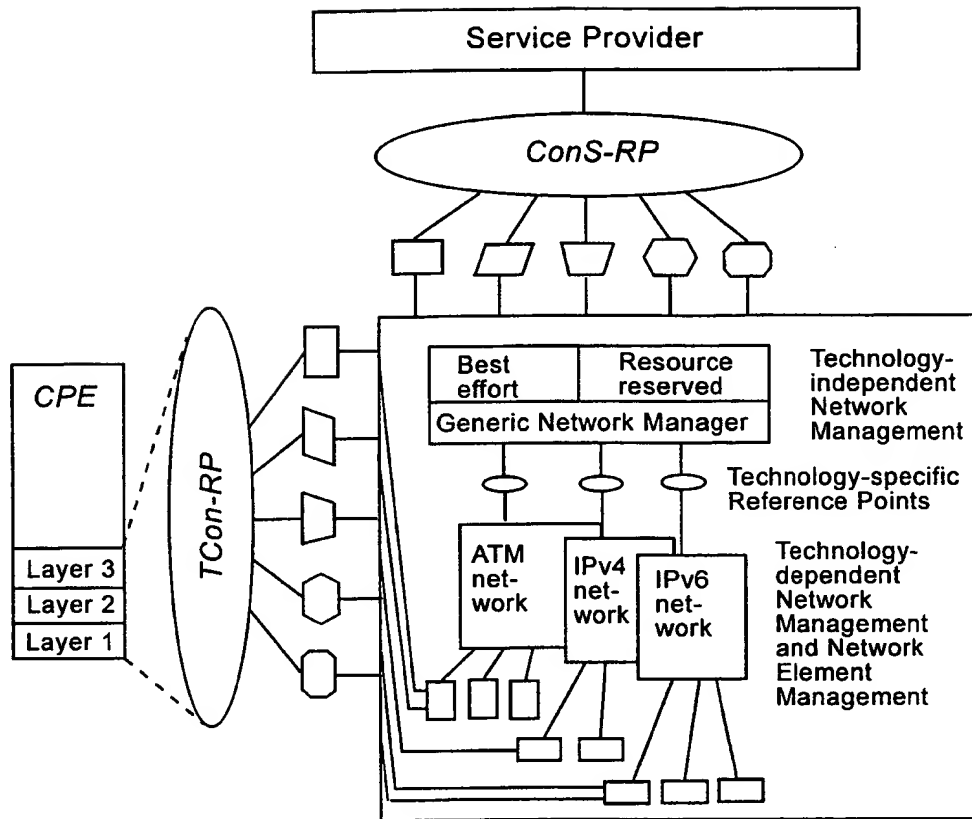 Service Provider
ConS-RP
CPE
Layer 3
Layer 2
Layer 1
TCon-RP
Best
effort
Resource
reserved
Generic Network Manager
Technology-
independent
Network
Management
Technology-specific
Reference Points
ATM
net-
work
IPv4
net-
work
IPv6
net-
work
Technology-
dependent
Network
Management
and Network
Element
Management